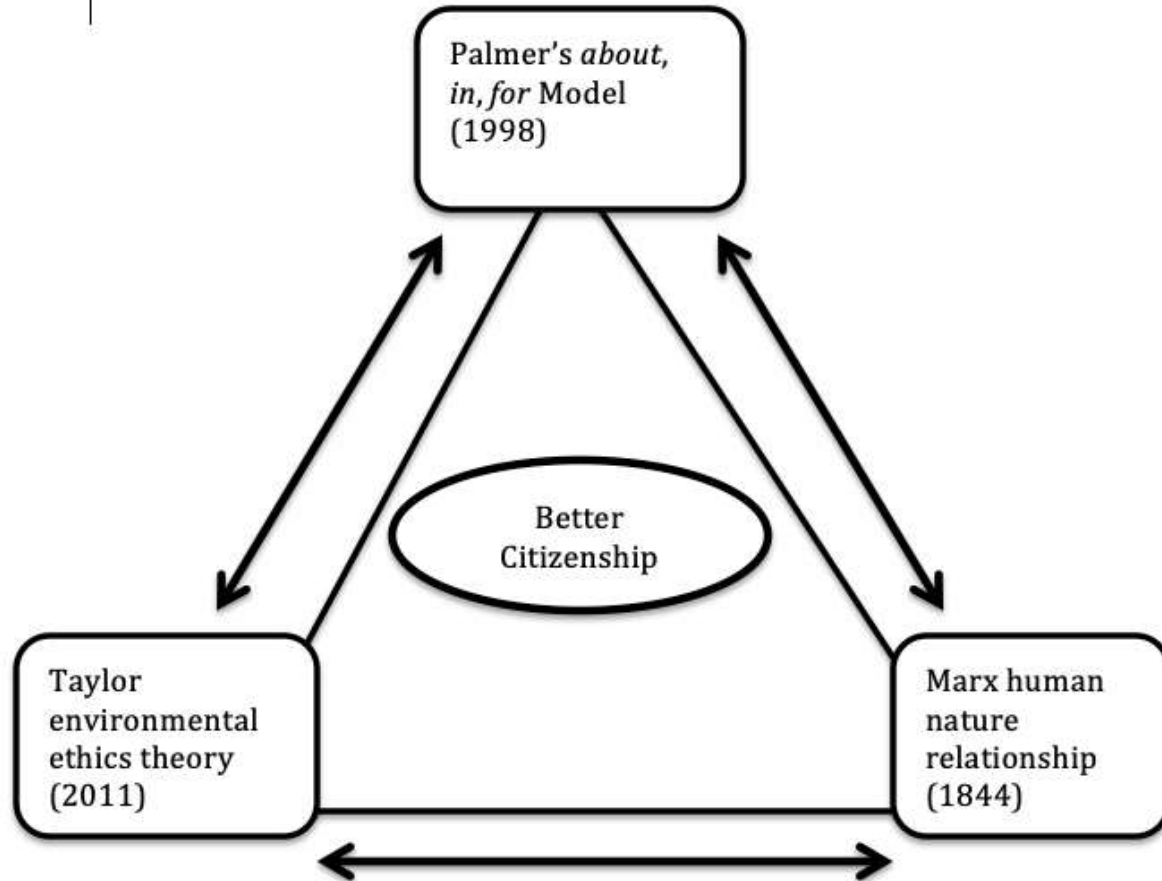 Palmer's about,
in, for Model
(1998)
Better
Citizenship
Taylor
environmental
ethics theory
(2011)
Marx human
nature
relationship
(1844)